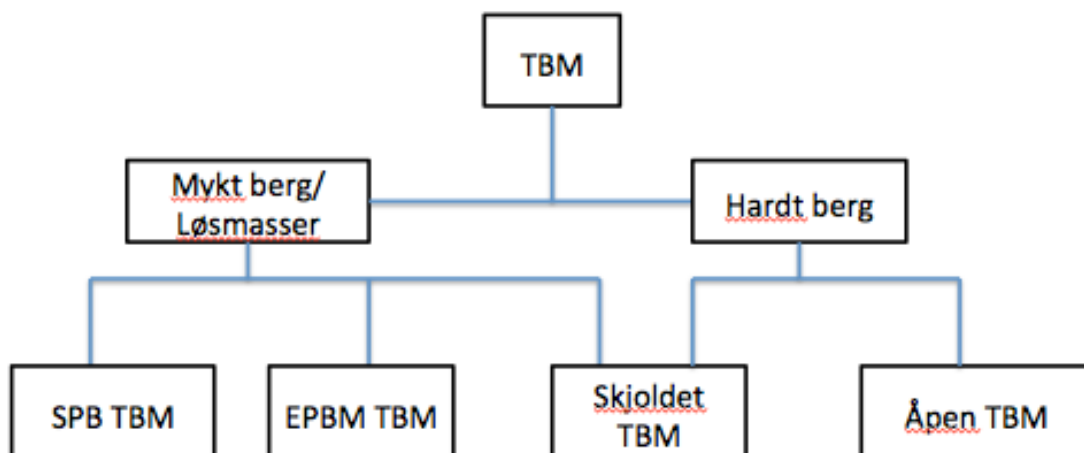 TBM
Mykt berg/
Løsmasser
Hardt berg
SPB TBM
EPBM TBM
Skjoldet
TBM
Åpen TBM